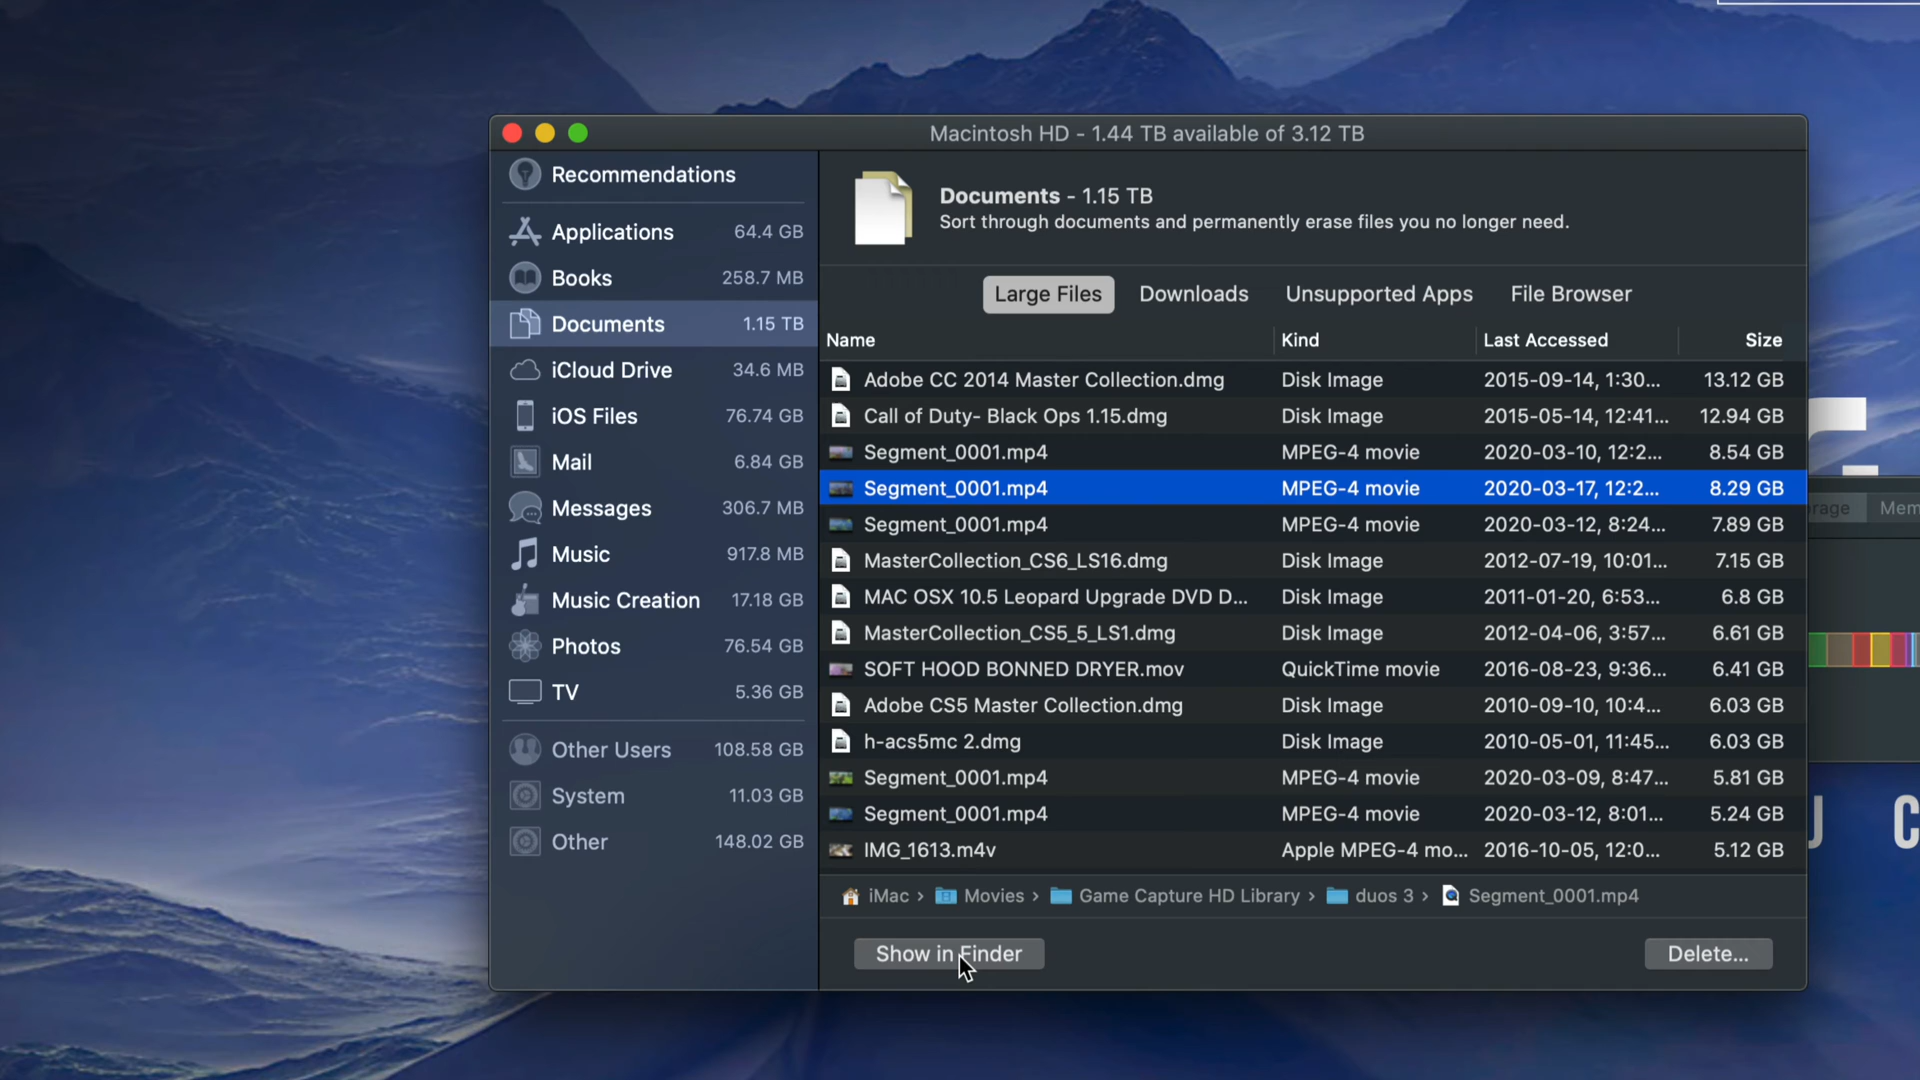 Macintosh HD - 1.44 TB available of 3.12 TB
Recommendations
Applications 64.4 GB
Books 258.7 MB
Documents 1.15 TB
iCloud Drive 34.6 MB
iOS Files 76.74 GB
Mail 6.84 GB
Messages 306.7 MB
Music 917.8 MB
Music Creation 17.18 GB
Photos 76.54 GB
TV 5.36 GB
Other Users 108.58 GB
System 11.03 GB
Other 148.02 GB
Documents - 1.15 TB
Sort through documents and permanently erase files you no longer need.
Large Files Downloads Unsupported Apps File Browser
Name Kind Last Accessed Size
Adobe CC 2014 Master Collection.dmg Disk Image 2015-09-14, 1:30... 13.12 GB
Call of Duty- Black Ops 1.15.dmg Disk Image 2015-05-14, 12:41... 12.94 GB
Segment_0001.mp4 MPEG-4 movie 2020-03-10, 12:2... 8.54 GB
Segment_0001.mp4 MPEG-4 movie 2020-03-17, 12:2... 8.29 GB
Segment_0001.mp4 MPEG-4 movie 2020-03-12, 8:24... 7.89 GB
MasterCollection_CS6_LS16.dmg Disk Image 2012-07-19, 10:01... 7.15 GB
MAC OSX 10.5 Leopard Upgrade DVD D... Disk Image 2011-01-20, 6:53... 6.8 GB
MasterCollection_CS5_5_LS1.dmg Disk Image 2012-04-06, 3:57... 6.61 GB
SOFT HOOD BONNED DRYER.mov QuickTime movie 2016-08-23, 9:36... 6.41 GB
Adobe CS5 Master Collection.dmg Disk Image 2010-09-10, 10:4... 6.03 GB
h-acs5mc 2.dmg Disk Image 2010-05-01, 11:45... 6.03 GB
Segment_0001.mp4 MPEG-4 movie 2020-03-09, 8:47... 5.81 GB
Segment_0001.mp4 MPEG-4 movie 2020-03-12, 8:01... 5.24 GB
IMG_1613.m4v Apple MPEG-4 mo... 2016-10-05, 12:0... 5.12 GB
iMac › Movies › Game Capture HD Library › duos 3 › Segment_0001.mp4
Show in Finder Delete...